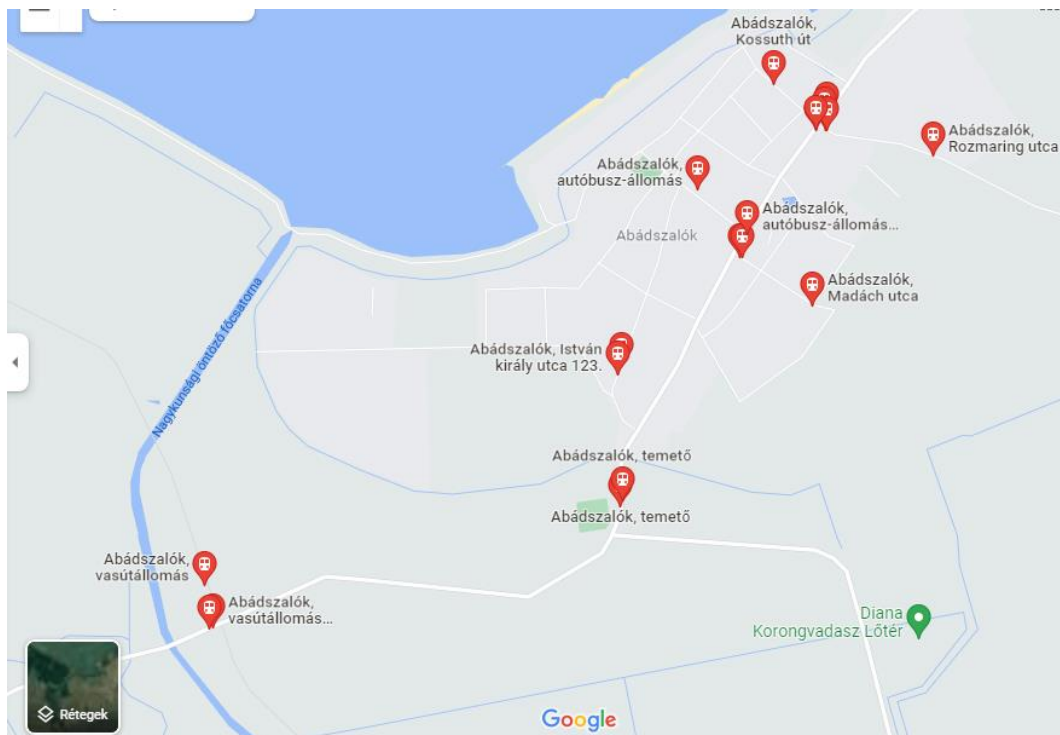 Abádszalók,
Kossuth út
Abádszalók,
Rozmaring utca
Abádszalók,
autóbusz-állomás
Abádszalók,
autóbusz-állomás...
Abádszalók
Abádszalók,
Madách utca
Nagykunsági öntöző főcsatorna
Abádszalók, István
király utca 123.
Abádszalók, temető
Abádszalók, temető
Abádszalók,
vasútállomás
Abádszalók,
vasútállomás...
Diana
Korongvadasz Lőtér
Rétegek
Google